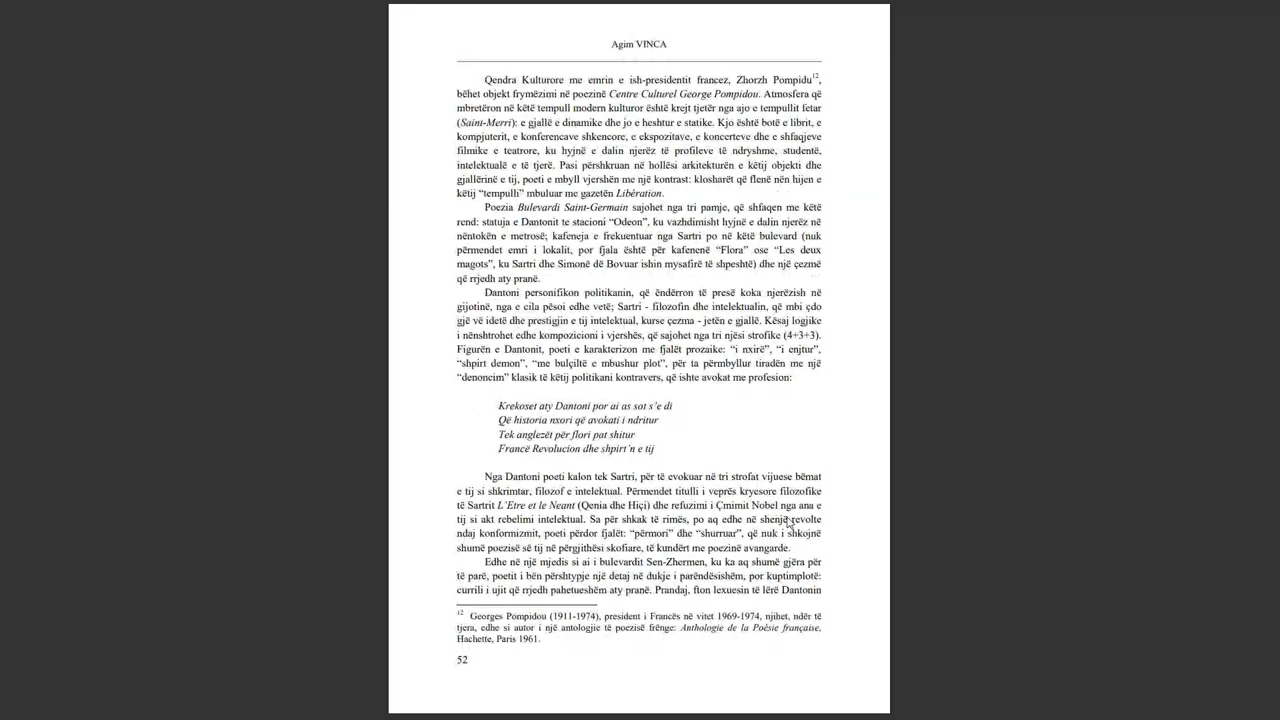 Agim VINCA
Qendra Kulturore me emrin e ish-presidentit francez, Zhorzh Pompidu12,
bëhet objekt frymëzimi në poezinë Centre Culturel George Pompidou. Atmosfera që
mbretëron në këtë tempull modern kulturor është krejt tjetër nga ajo e tempullit fetar
(Saint-Merri): e gjallë e dinamike dhe jo e heshtur e statike. Kjo është botë e librit, e
kompjuterit, e konferencave shkencore, e ekspozitave, e koncerteve dhe e shfaqjeve
filmike e teatrore, ku hyjnë e dalin njerëz të profileve të ndryshme, studentë,
intelektualë e të tjerë. Pasi përshkruan në hollësi arkitekturën e këtij objekti dhe
gjallërinë e tij, poeti e mbyll vjershën me një kontrast: klosharët që flenë nën hijen e
këtij “tempulli” mbuluar me gazetën Libèration.
Poezia Bulevardi Saint-Germain sajohet nga tri pamje, që shfaqen me këtë
rend: statuja e Dantonit te stacioni “Odeon”, ku vazhdimisht hyjnë e dalin njerëz në
nëntokën e metrosë; kafeneja e frekuentuar nga Sartri po në këtë bulevard (nuk
përmendet emri i lokalit, por fjala është për kafenenë “Flora” ose “Les deux
magots”, ku Sartri dhe Simonë dë Bovuar ishin mysafirë të shpeshtë) dhe një çezmë
që rrjedh aty pranë.
Dantoni personifikon politikanin, që ëndërron të presë koka njerëzish në
gijotinë, nga e cila pësoi edhe vetë; Sartri - filozofin dhe intelektualin, që mbi çdo
gjë vë idetë dhe prestigjin e tij intelektual, kurse çezma - jetën e gjallë. Kësaj logjike
i nënshtrohet edhe kompozicioni i vjershës, që sajohet nga tri njësi strofike (4+3+3).
Figurën e Dantonit, poeti e karakterizon me fjalët prozaike: “i nxirë”, “i enjtur”,
“shpirt demon”, “me bulçiltë e mbushur plot”, për ta përmbyllur tiradën me një
“denoncim” klasik të këtij politikani kontravers, që ishte avokat me profesion:
Krekoset aty Dantoni por ai as sot s’e di
Që historia nxori që avokati i ndritur
Tek anglezët për flori pat shitur
Francë Revolucion dhe shpirt’n e tij
Nga Dantoni poeti kalon tek Sartri, për të evokuar në tri strofat vijuese bëmat
e tij si shkrimtar, filozof e intelektual. Përmendet titulli i veprës kryesore filozofike
të Sartrit L’Etre et le Neant (Qenia dhe Hiçi) dhe refuzimi i Çmimit Nobel nga ana e
tij si akt rebelimi intelektual. Sa për shkak të rimës, po aq edhe në shenjë revolte
ndaj konformizmit, poeti përdor fjalët: “përmori” dhe “shurruar”, që nuk i shkojnë
shumë poezisë së tij në përgjithësi skofiare, të kundërt me poezinë avangarde.
Edhe në një mjedis si ai i bulevardit Sen-Zhermen, ku ka aq shumë gjëra për
të parë, poetit i bën përshtypje një detaj në dukje i parëndësishëm, por kuptimplotë:
currili i ujit që rrjedh pahetueshëm aty pranë. Prandaj, fton lexuesin të lërë Dantonin
12 Georges Pompidou (1911-1974), president i Francës në vitet 1969-1974, njihet, ndër të
tjera, edhe si autor i një antologjie të poezisë frënge: Anthologie de la Poèsie française,
Hachette, Paris 1961.
52